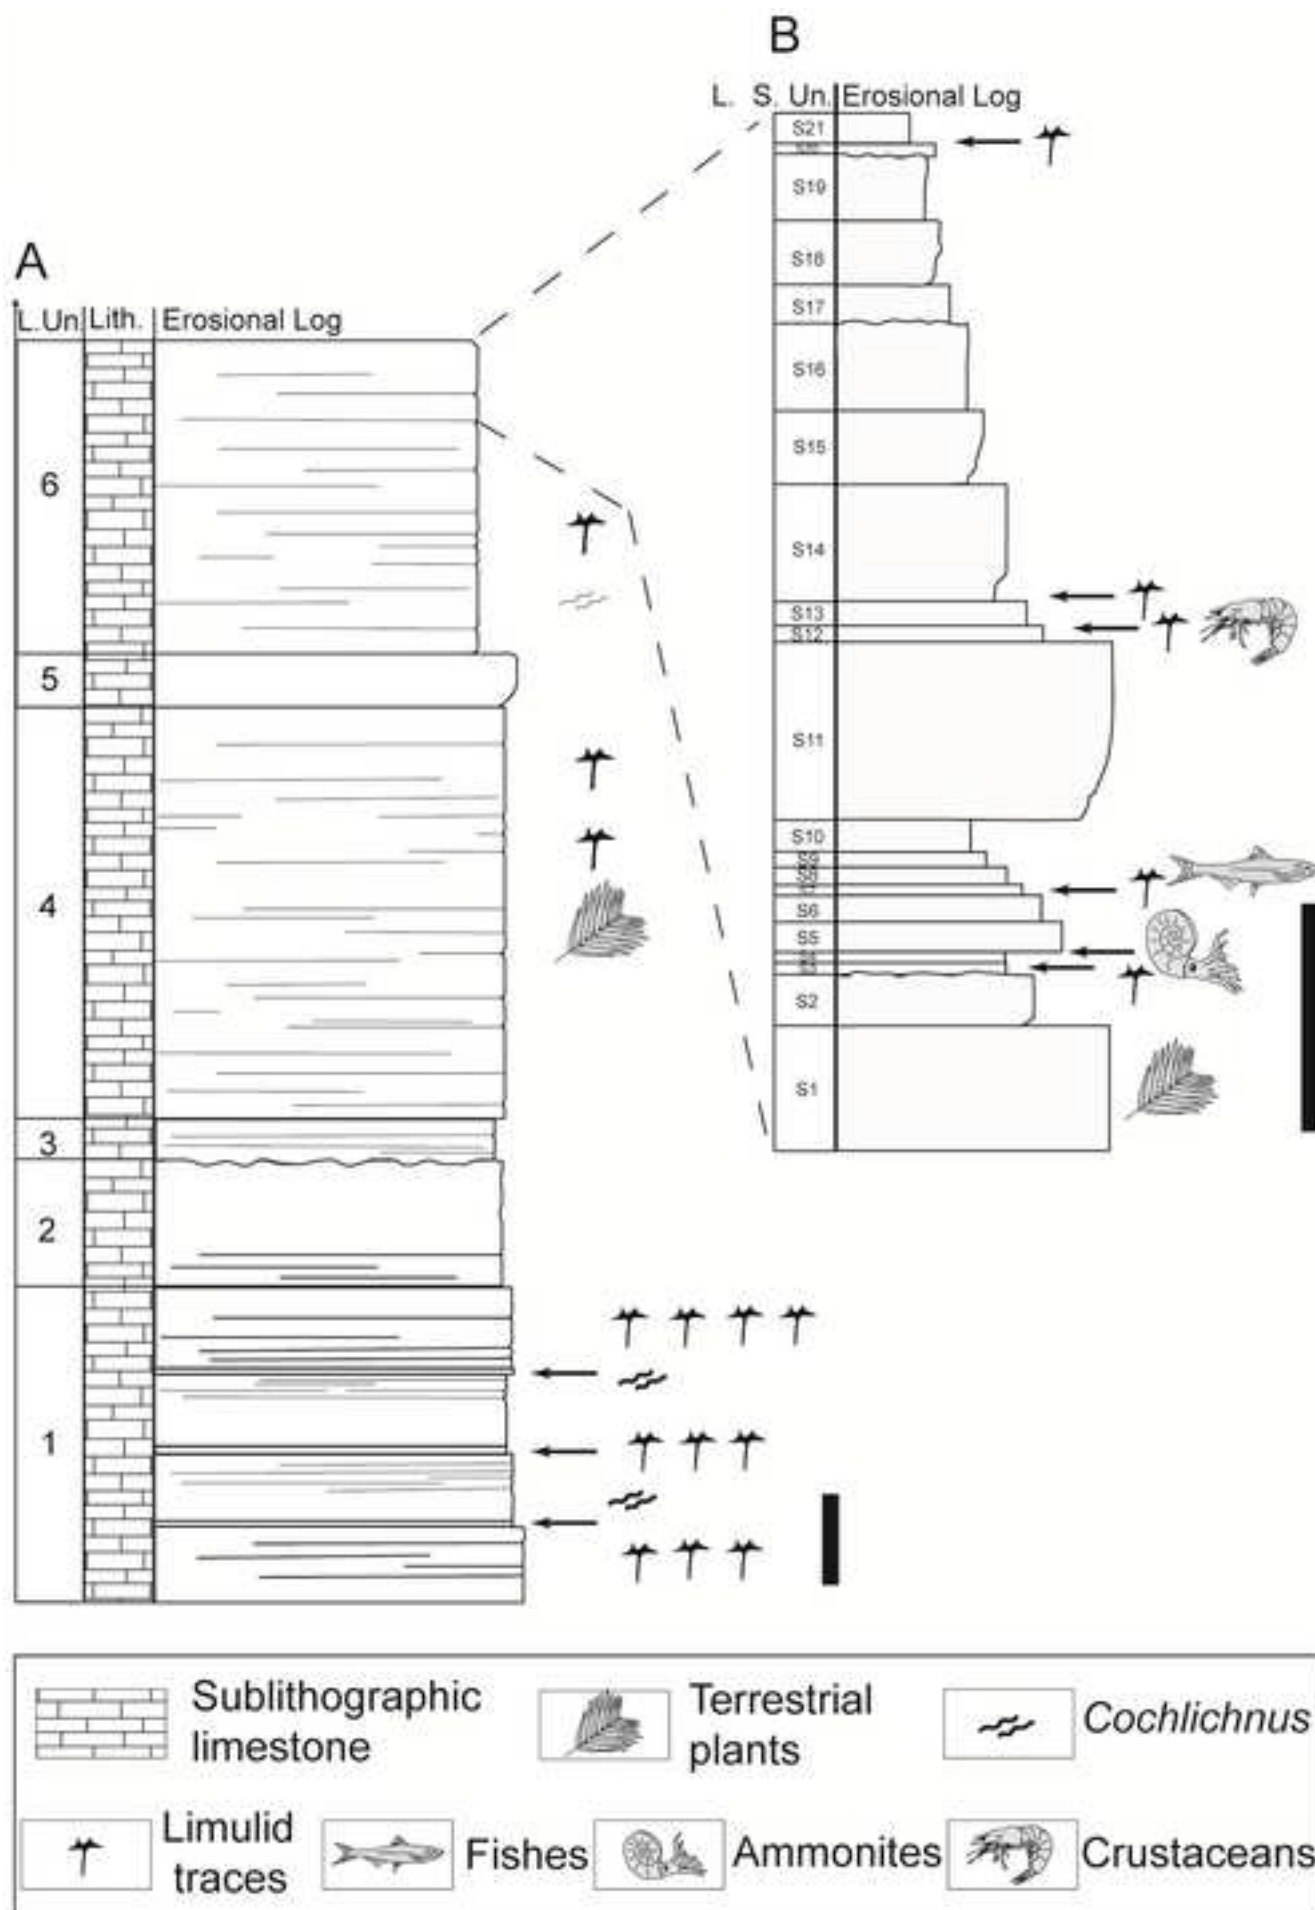 B
L. S. Un. Erosional Log
S21
S19
S18
S17
S16
S15
S14
S13
S12
S11
S10
S9
S8
S6
S5
S2
S1
A
L.Un Lith. Erosional Log
6
5
4
3
2
1
Sublithographic
limestone
Terrestrial
plants
Cochlichnus
Limulid
traces
Fishes
Ammonites
Crustaceans